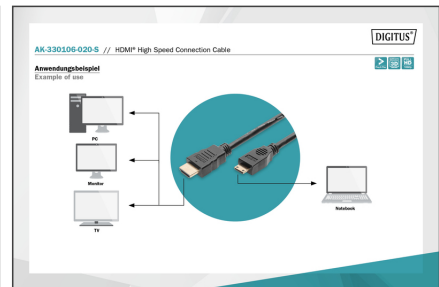 DIGITUS®
AK-330106-020-S // HDMI® High Speed Connection Cable
Anwendungsbeispiel
Example of use
PC
Monitor
TV
Notebook